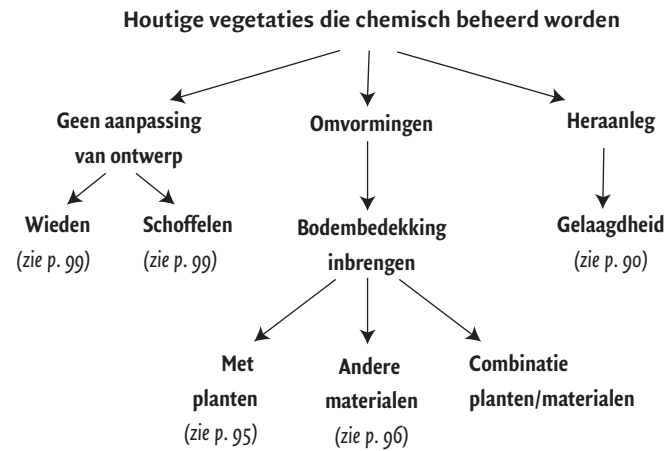 Houtige vegetaties die chemisch beheerd worden
Geen aanpassing
van ontwerp
Omvormingen
Heraanleg
Wieden
(zie p. 99)
Schoffelen
(zie p. 99)
Bodembedekking
inbrengen
Gelaagdheid
(zie p. 90)
Met
planten
(zie p. 95)
Andere
materialen
(zie p. 96)
Combinatie
planten/materialen